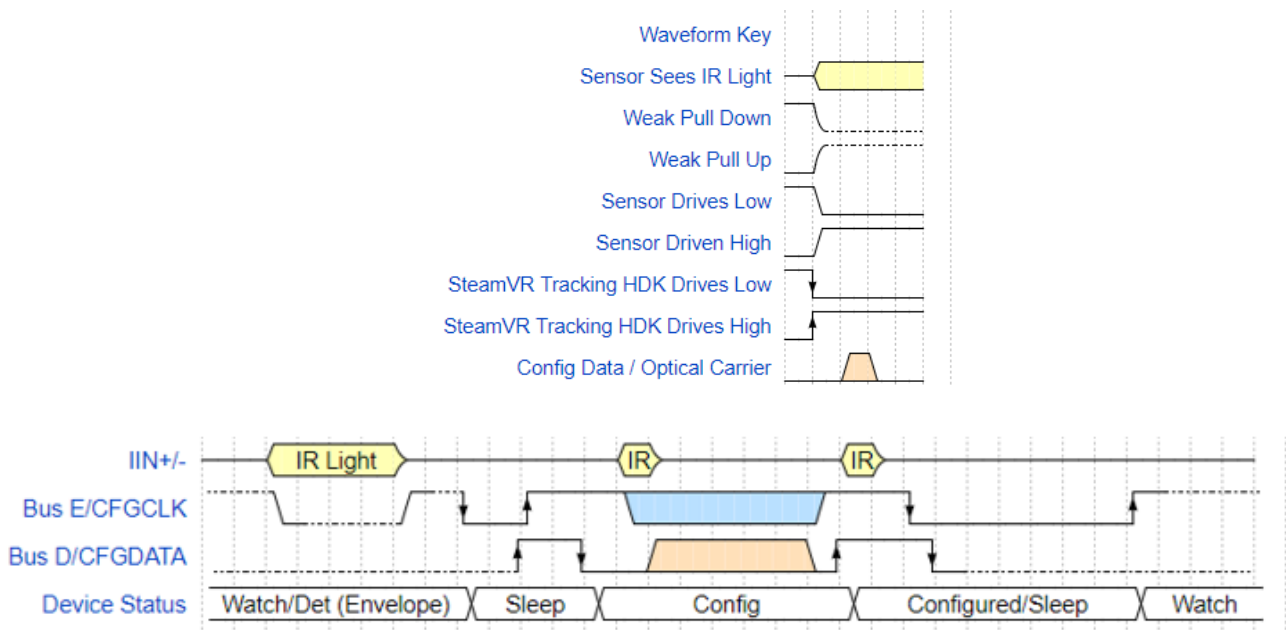 Waveform Key
Sensor Sees IR Light
Weak Pull Down
Weak Pull Up
Sensor Drives Low
Sensor Driven High
SteamVR Tracking HDK Drives Low
SteamVR Tracking HDK Drives High
Config Data / Optical Carrier
IIN+/- IR Light IR IR
Bus E/CFGCLK
Bus D/CFGDATA
Device Status Watch/Det (Envelope) Sleep Config Configured/Sleep Watch